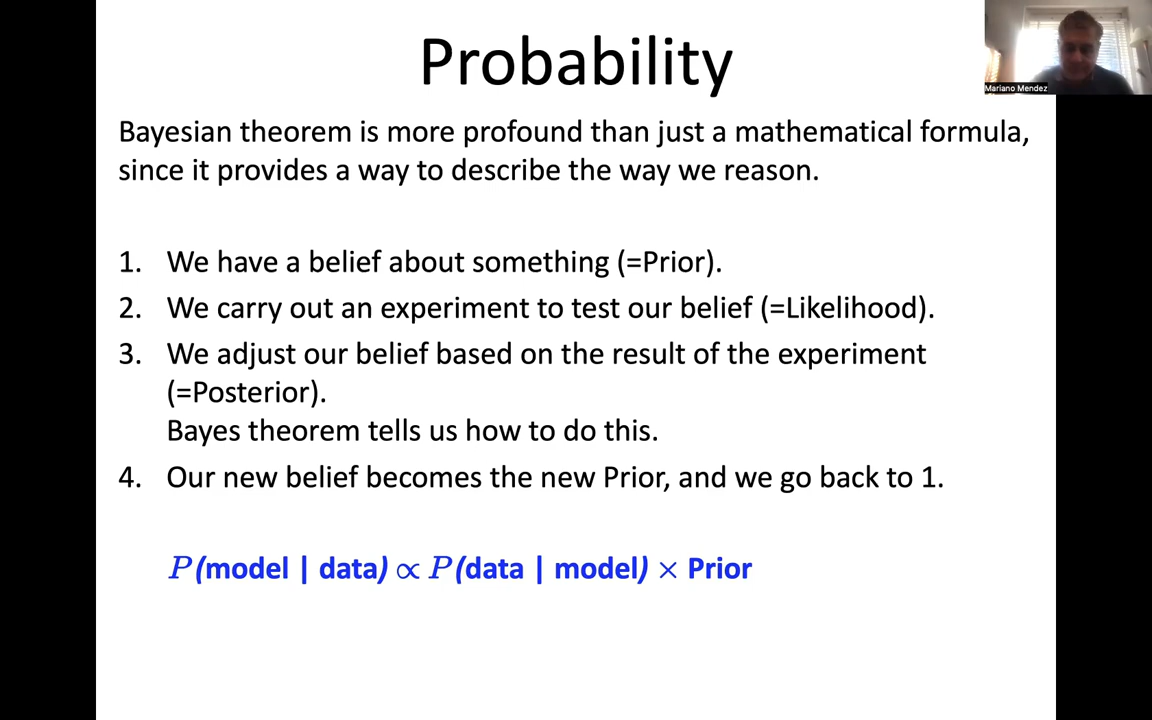 Probability
Mariano Mendez
Bayesian theorem is more profound than just a mathematical formula,
since it provides a way to describe the way we reason.
1. We have a belief about something (=Prior).
2. We carry out an experiment to test our belief (=Likelihood).
3. We adjust our belief based on the result of the experiment
(=Posterior).
Bayes theorem tells us how to do this.
4. Our new belief becomes the new Prior, and we go back to 1.
P(model | data) ∝ P(data | model) × Prior